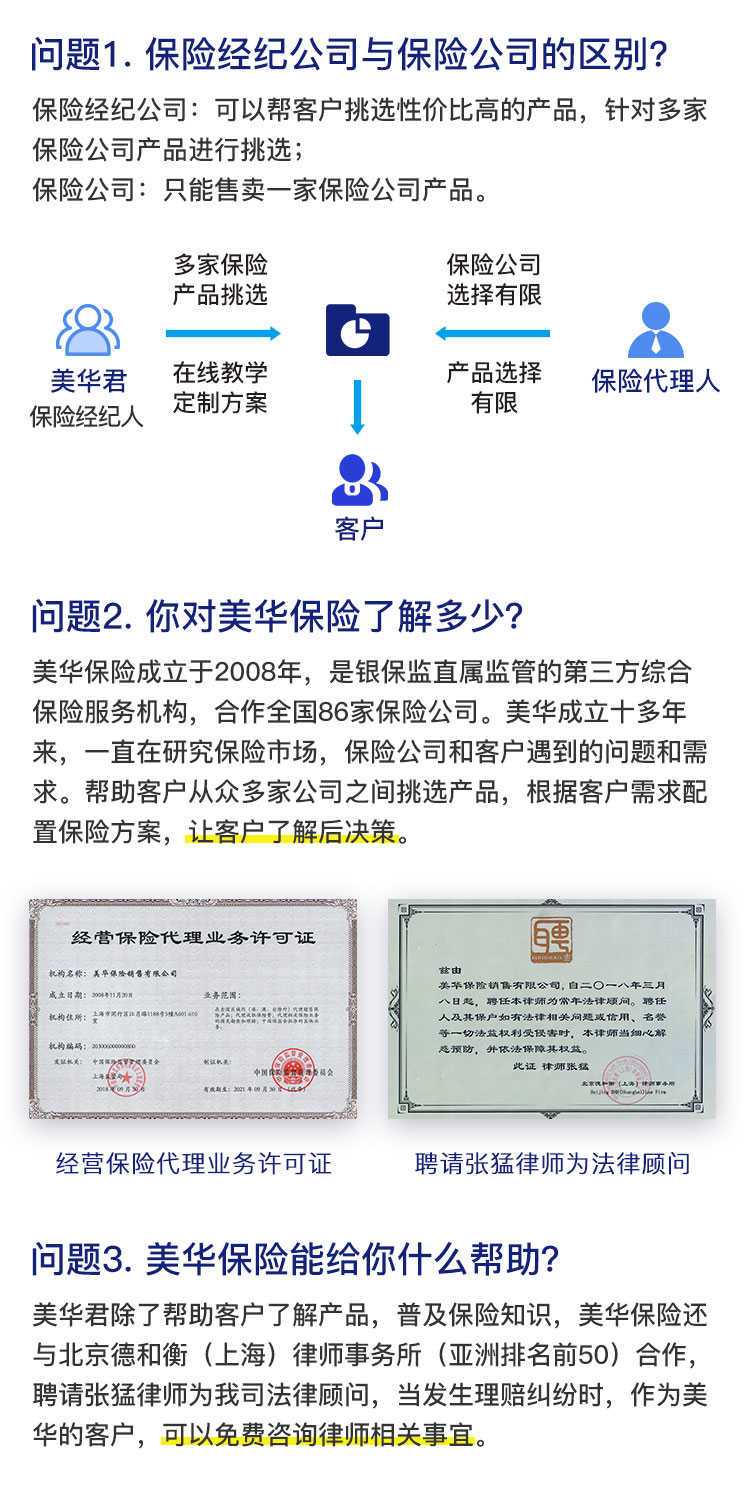 问题1. 保险经纪公司与保险公司的区别?
保险经纪公司：可以帮客户挑选性价比高的产品，针对多家
保险公司产品进行挑选；
保险公司：只能售卖一家保险公司产品。
多家保险
产品挑选
保险公司
选择有限
美华君
保险经纪人
在线教学
定制方案
产品选择
有限
保险代理人
客户
问题2. 你对美华保险了解多少?
美华保险成立于2008年，是银保监直属监管的第三方综合
保险服务机构，合作全国86家保险公司。美华成立十多年
来，一直在研究保险市场，保险公司和客户遇到的问题和需
求。帮助客户从众多家公司之间挑选产品，根据客户需求配
置保险方案，让客户了解后决策。
经营保险代理业务许可证
机构名称：美华保险销售有限公司
成立日期：2008年11月20日
业务范围：
机构住所：
机构编码：
发证机关：中国保险监督管理委员会
上海监管局
2018年09月30日
制证机关：
中国保险监督管理委员会
有效期至：2021年09月30日
聘
兹由
美华保险销售有限公司，自二〇一八年三月
八日起，聘任本律师为常年法律顾问。聘任
人及其保户如有法律相关问题或信用、名誉
等一切法益权利受侵害时，本律师当细心解
惑预防，并依法保障其权益。
此证 律师张猛
北京德和衡（上海）律师事务所
经营保险代理业务许可证
聘请张猛律师为法律顾问
问题3. 美华保险能给你什么帮助?
美华君除了帮助客户了解产品，普及保险知识，美华保险还
与北京德和衡（上海）律师事务所（亚洲排名前50）合作，
聘请张猛律师为我司法律顾问，当发生理赔纠纷时，作为美
华的客户，可以免费咨询律师相关事宜。